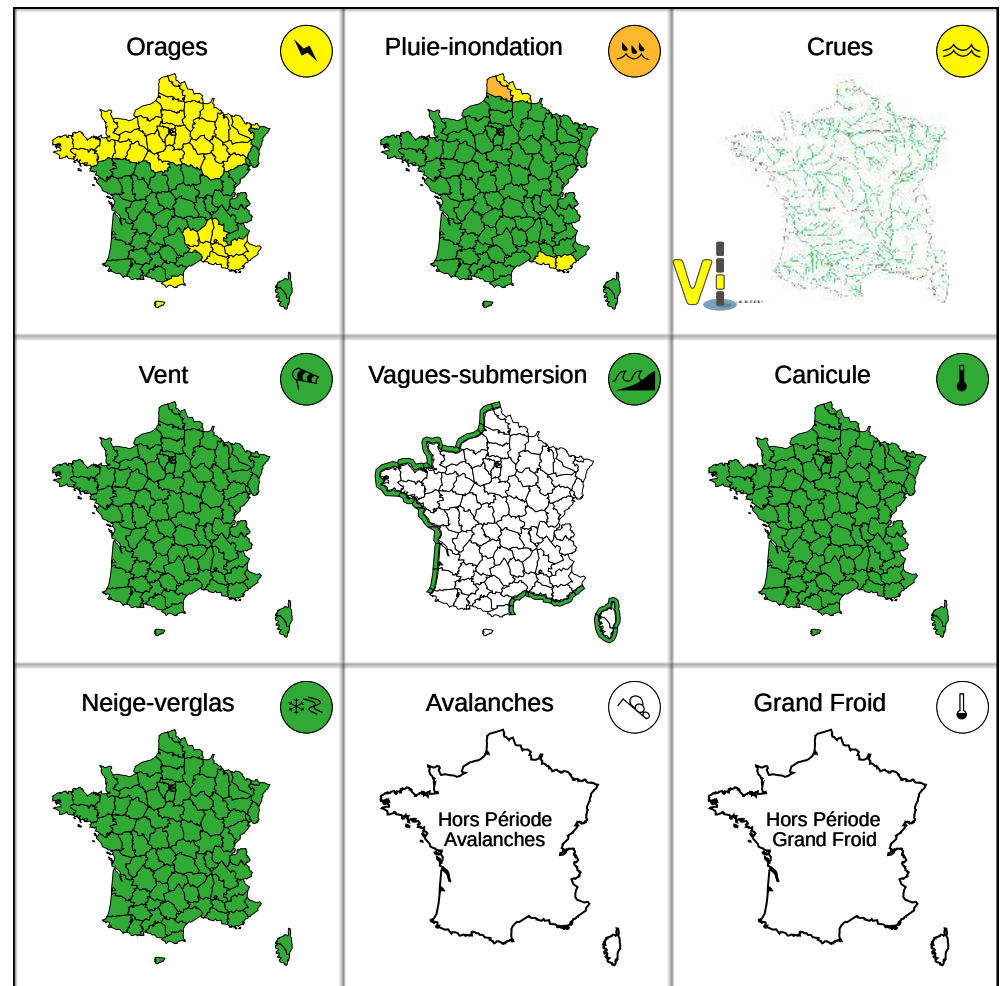 Orages
Pluie-inondation
Crues
Vi
Vent
Vagues-submersion
Canicule
Neige-verglas
Avalanches
Grand Froid
Hors Période
Avalanches
Hors Période
Grand Froid